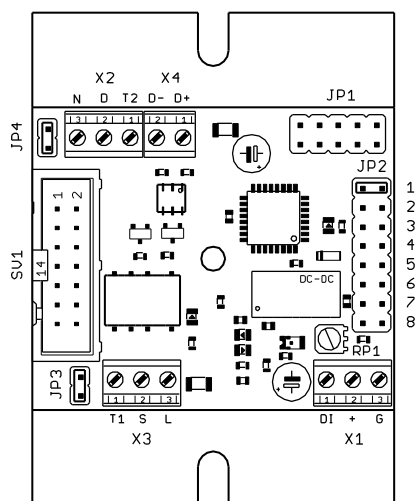 X2 X4
N D T2 D- D+
3 2 1 2 1
JP4
JP1
JP2
1
2
3
4
5
6
7
8
1 2
SV1
14
DC-DC
RP1
JP3
1 2 3
T1 S L
X3
1 2 3
DI + G
X1